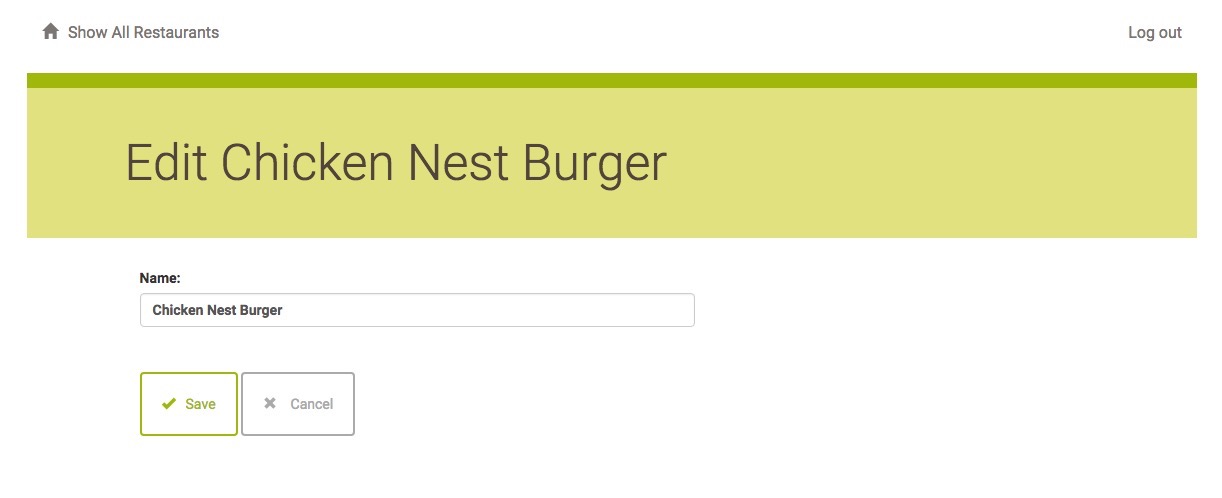 Show All Restaurants
Log out
Edit Chicken Nest Burger
Name:
Chicken Nest Burger
Save
Cancel